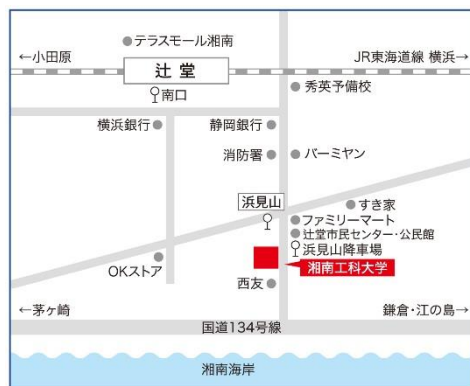 テラスモール湘南
←小田原
JR東海道線 横浜→
辻堂
南口
秀英予備校
横浜銀行
静岡銀行
消防署
バーミヤン
浜見山
すき家
ファミリーマート
辻堂市民センター・公民館
浜見山降車場
OKストア
湘南工科大学
西友
←茅ヶ崎
鎌倉・江の島→
国道134号線
湘南海岸